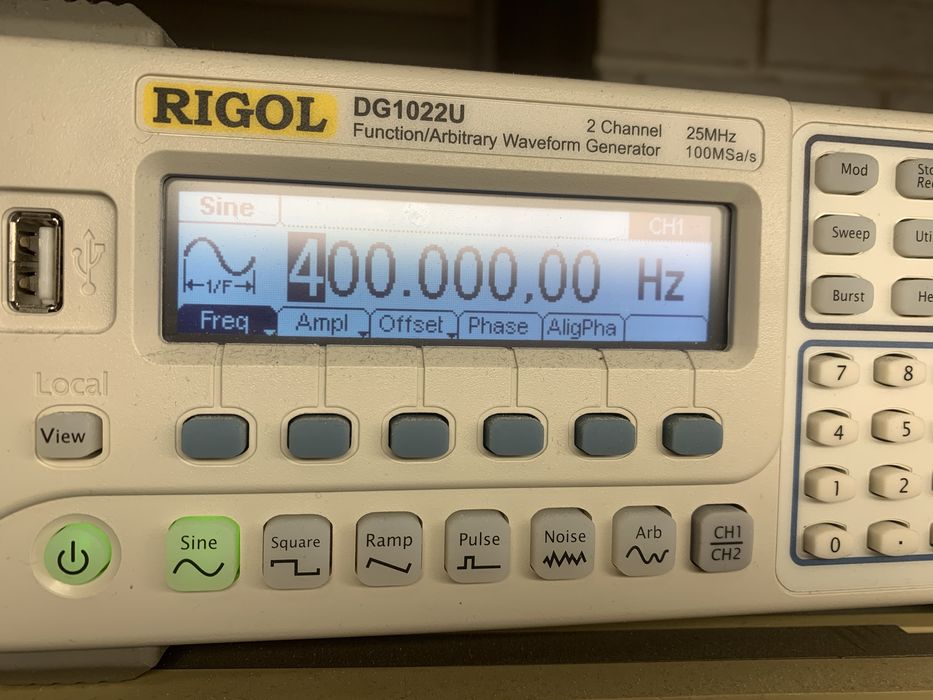 RIGOL
DG1022U
Function/Arbitrary Waveform Generator
2 Channel
25MHz
100MSa/s
Sine
CH1
1/F
400.000,00 Hz
Freq
Ampl
Offset
Phase
AligPha
Local
View
Sine
Square
Ramp
Pulse
Noise
Arb
CH1
CH2
Mod
Sweep
Burst
7
8
4
5
1
2
0
.